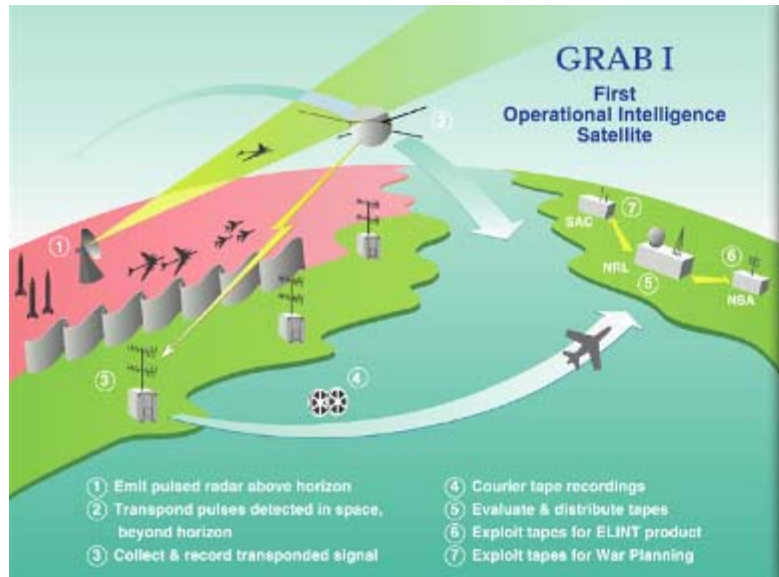 GRAB I
First
Operational Intelligence
Satellite
2
7
SAC
1
6
NRL
5
NSA
3
4
1 Emit pulsed radar above horizon
2 Transpond pulses detected in space,
beyond horizon
3 Collect & record transponded signal
4 Courier tape recordings
5 Evaluate & distribute tapes
6 Exploit tapes for ELINT product
7 Exploit tapes for War Planning